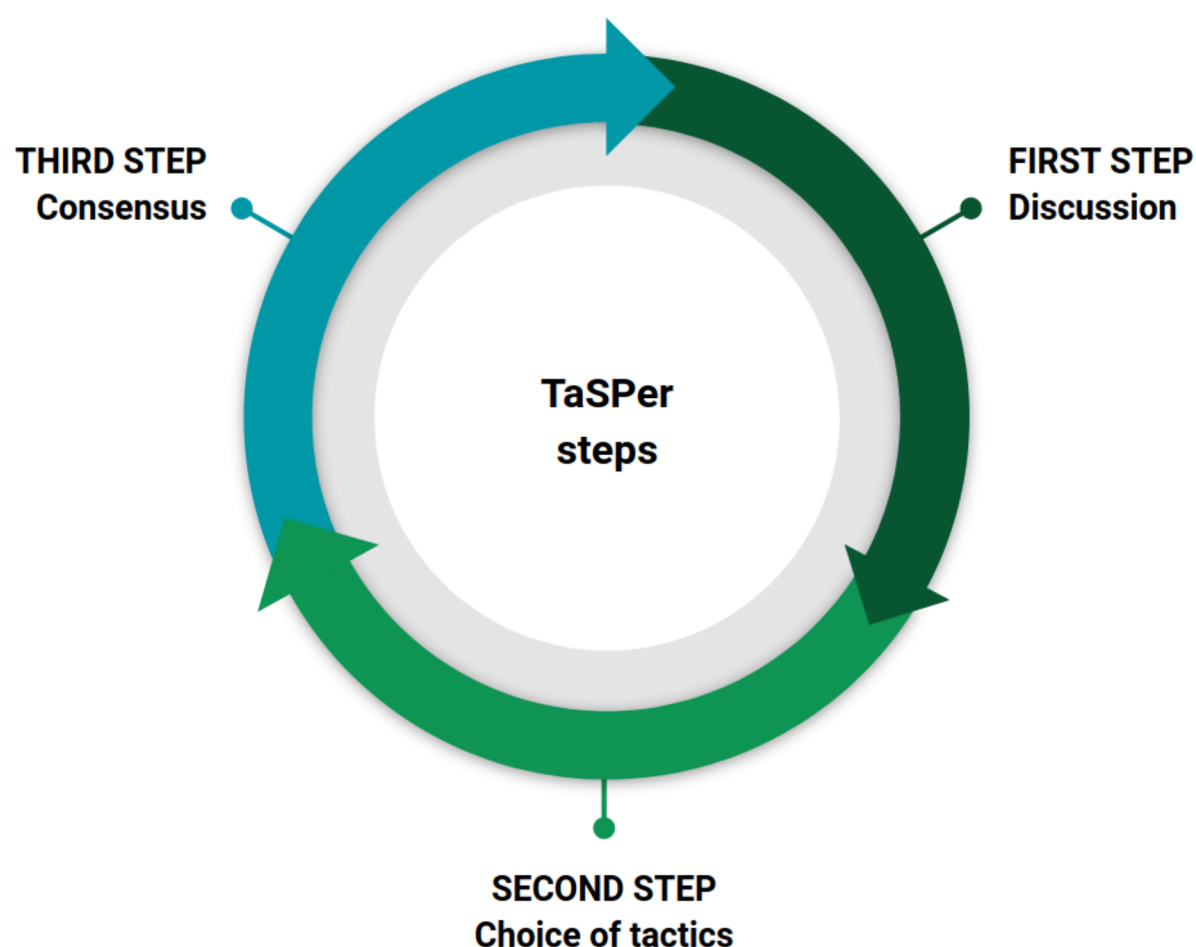 THIRD STEP
Consensus
FIRST STEP
Discussion
TaSPer
steps
SECOND STEP
Choice of tactics